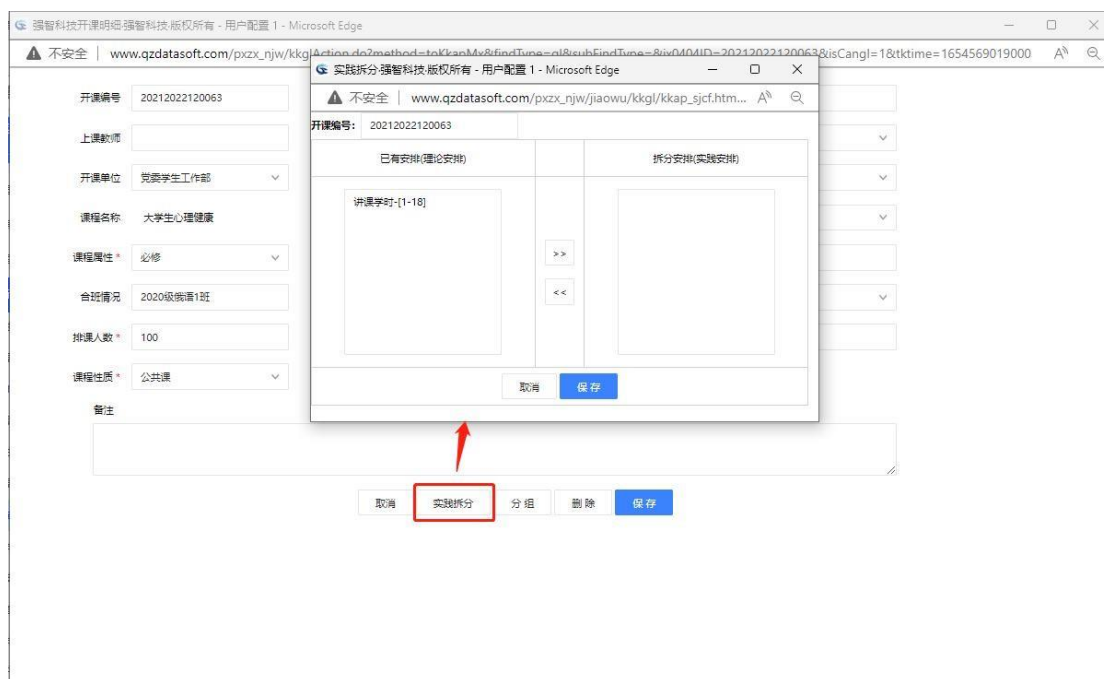 强智科技开课明细·强智科技·版权所有 - 用户配置 1 - Microsoft Edge
不安全 | www.qzdatasoft.com/pxzx_njw/kkglAction.do?method=toKkapMx&findType=gl&subFindType=&jx0404ID=20212022120063&isCangl=1&tktime=1654569019000
实践拆分·强智科技·版权所有 - 用户配置 1 - Microsoft Edge
不安全 | www.qzdatasoft.com/pxzx_njw/jiaowu/kkgl/kkap_sjcf.htm...
开课编号: 20212022120063
已有安排(理论安排) 拆分安排(实践安排)
讲课学时-[1-18]
>>
<<
取消 保存
开课编号 20212022120063
上课教师
开课单位 党委学生工作部
课程名称 大学生心理健康
课程属性 * 必修
合班情况 2020级俄语1班
排课人数 * 100
课程性质 * 公共课
备注
取消 实践拆分 分组 删除 保存